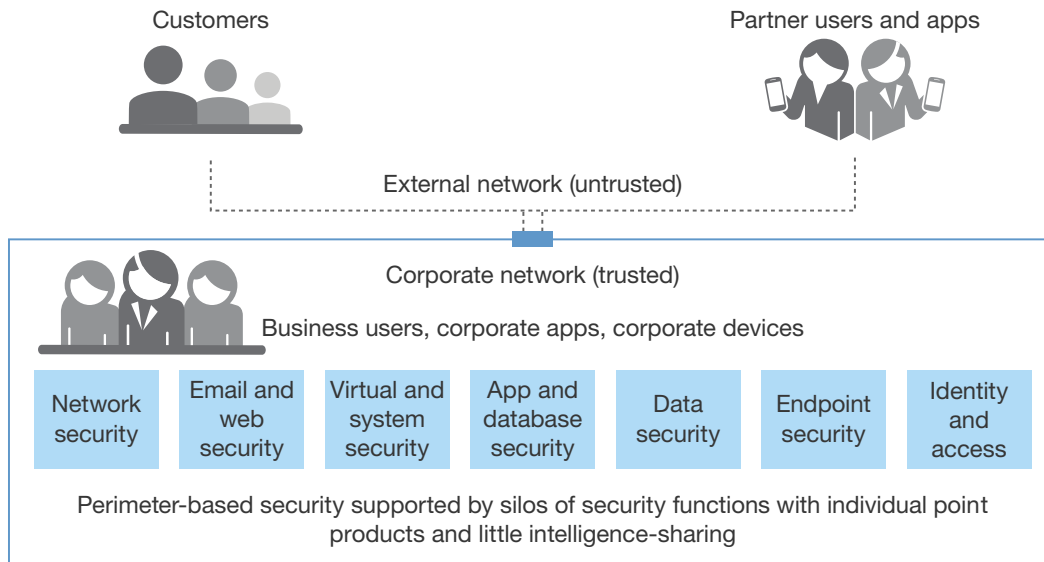 Customers
Partner users and apps
External network (untrusted)
Corporate network (trusted)
Business users, corporate apps, corporate devices
Network
security
Email and
web
security
Virtual and
system
security
App and
database
security
Data
security
Endpoint
security
Identity
and
access
Perimeter-based security supported by silos of security functions with individual point
products and little intelligence-sharing